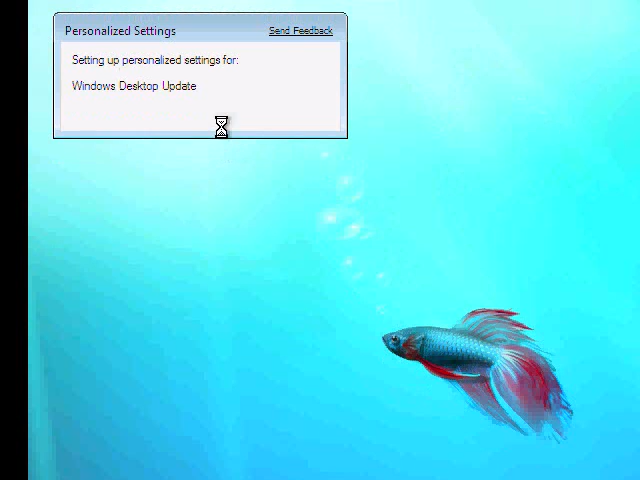 Personalized Settings
Send Feedback
Setting up personalized settings for:
Windows Desktop Update